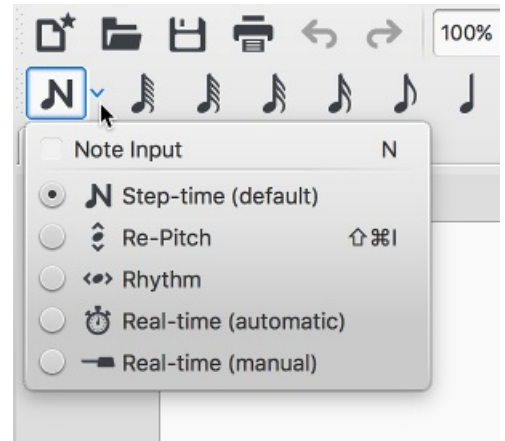 100%
Note Input N
Step-time (default)
Re-Pitch ⇧⌘I
Rhythm
Real-time (automatic)
Real-time (manual)